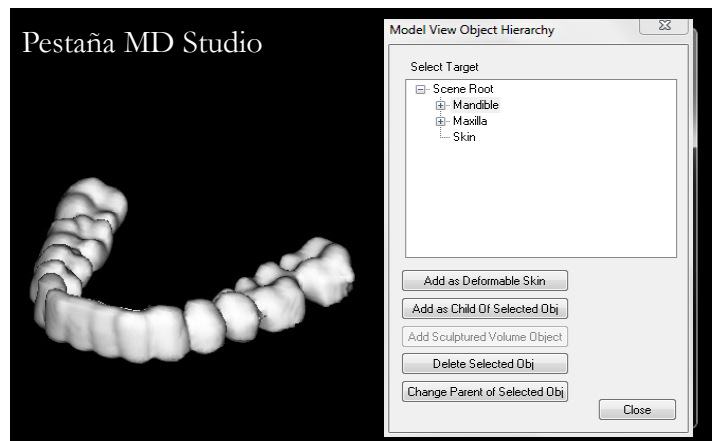 Pestaña MD Studio
Model View Object Hierarchy
Select Target
Scene Root
Mandible
Maxilla
Skin
Add as Deformable Skin
Add as Child Of Selected Obj
Add Sculptured Volume Object
Delete Selected Obj
Change Parent of Selected Obj
Close